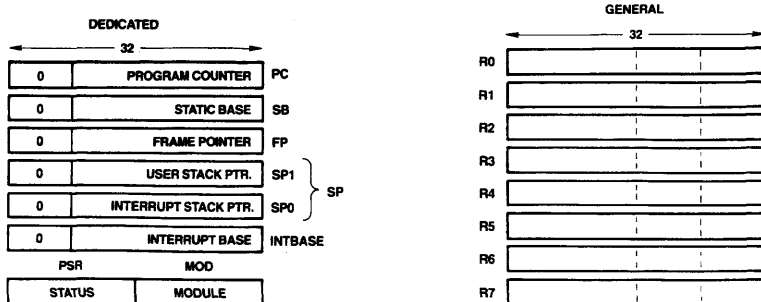 DEDICATED
32
0 PROGRAM COUNTER PC
0 STATIC BASE SB
0 FRAME POINTER FP
0 USER STACK PTR. SP1
0 INTERRUPT STACK PTR. SP0
SP
0 INTERRUPT BASE INTBASE
PSR MOD
STATUS MODULE
GENERAL
32
R0
R1
R2
R3
R4
R5
R6
R7